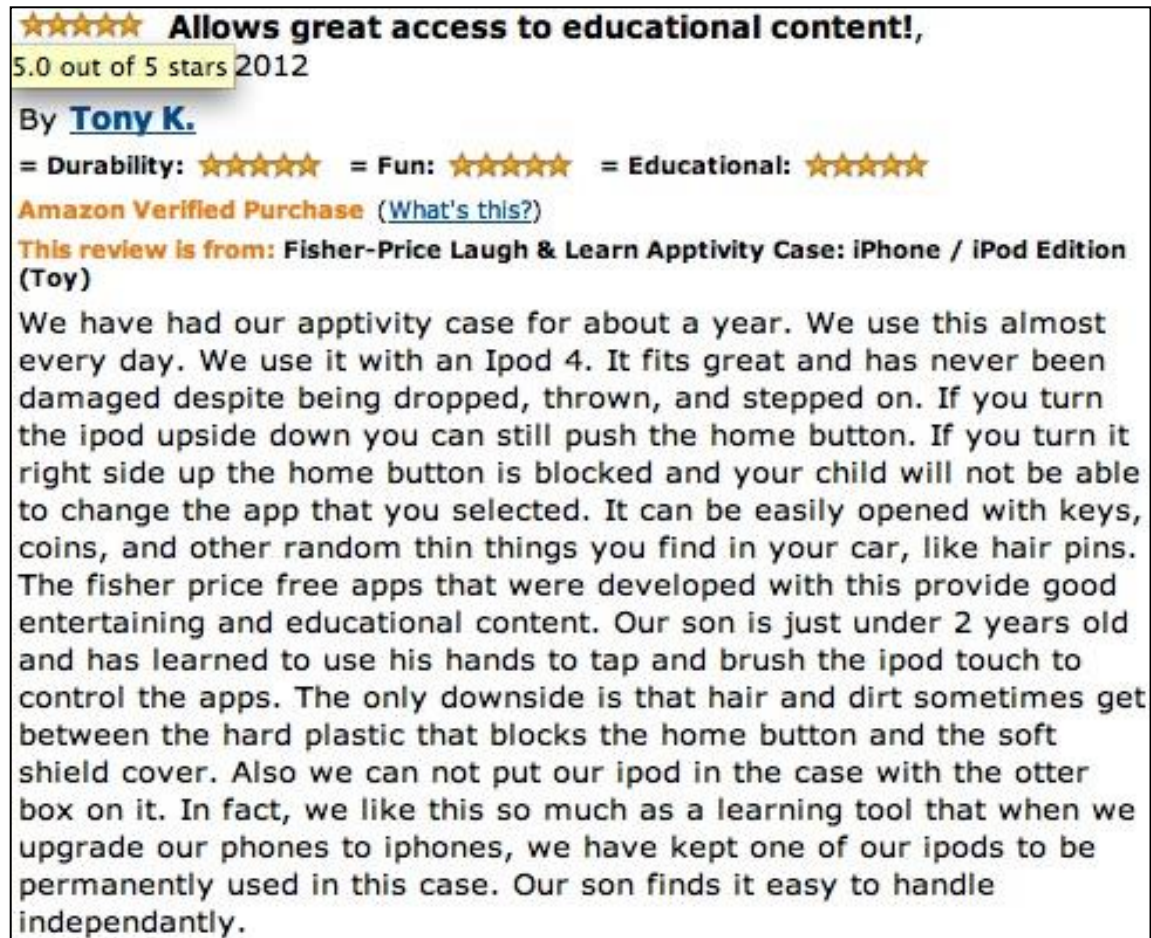 Allows great access to educational content!,
5.0 out of 5 stars 2012
By Tony K.
= Durability: = Fun: = Educational:
Amazon Verified Purchase (What's this?)
This review is from: Fisher-Price Laugh & Learn Apptivity Case: iPhone / iPod Edition
(Toy)
We have had our apptivity case for about a year. We use this almost
every day. We use it with an Ipod 4. It fits great and has never been
damaged despite being dropped, thrown, and stepped on. If you turn
the ipod upside down you can still push the home button. If you turn it
right side up the home button is blocked and your child will not be able
to change the app that you selected. It can be easily opened with keys,
coins, and other random thin things you find in your car, like hair pins.
The fisher price free apps that were developed with this provide good
entertaining and educational content. Our son is just under 2 years old
and has learned to use his hands to tap and brush the ipod touch to
control the apps. The only downside is that hair and dirt sometimes get
between the hard plastic that blocks the home button and the soft
shield cover. Also we can not put our ipod in the case with the otter
box on it. In fact, we like this so much as a learning tool that when we
upgrade our phones to iphones, we have kept one of our ipods to be
permanently used in this case. Our son finds it easy to handle
independantly.